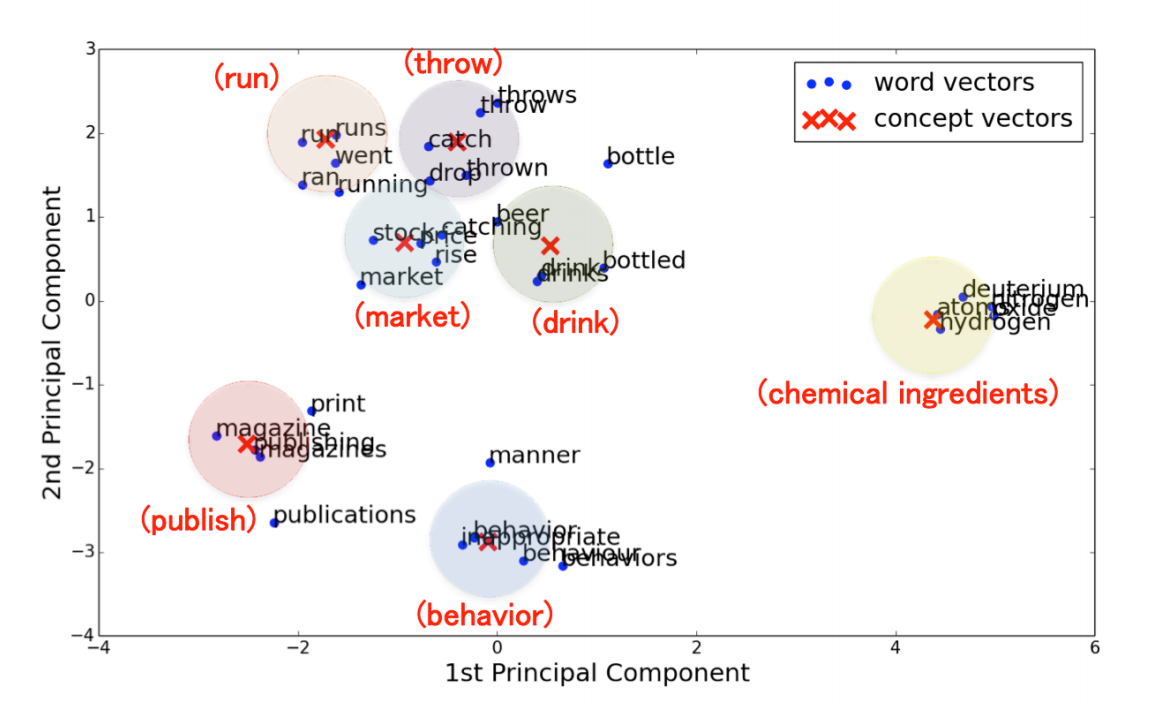 3
(run)
(throw)
word vectors
concept vectors
throws
throw
run
runs
catch
bottle
went
drop
thrown
ran
running
2
1
beer
stock
catching
price
rise
drink
bottled
drinks
market
(market)
(drink)
0
deuterium
nitrogen
atoms
oxide
hydrogen
(chemical ingredients)
−1
print
magazine
publishing
magazines
−2
manner
(publish)
publications
behavior
inappropriate
behaviour
behaviors
−3
(behavior)
−4
−4
−2
0
2
4
6
1st Principal Component
2nd Principal Component